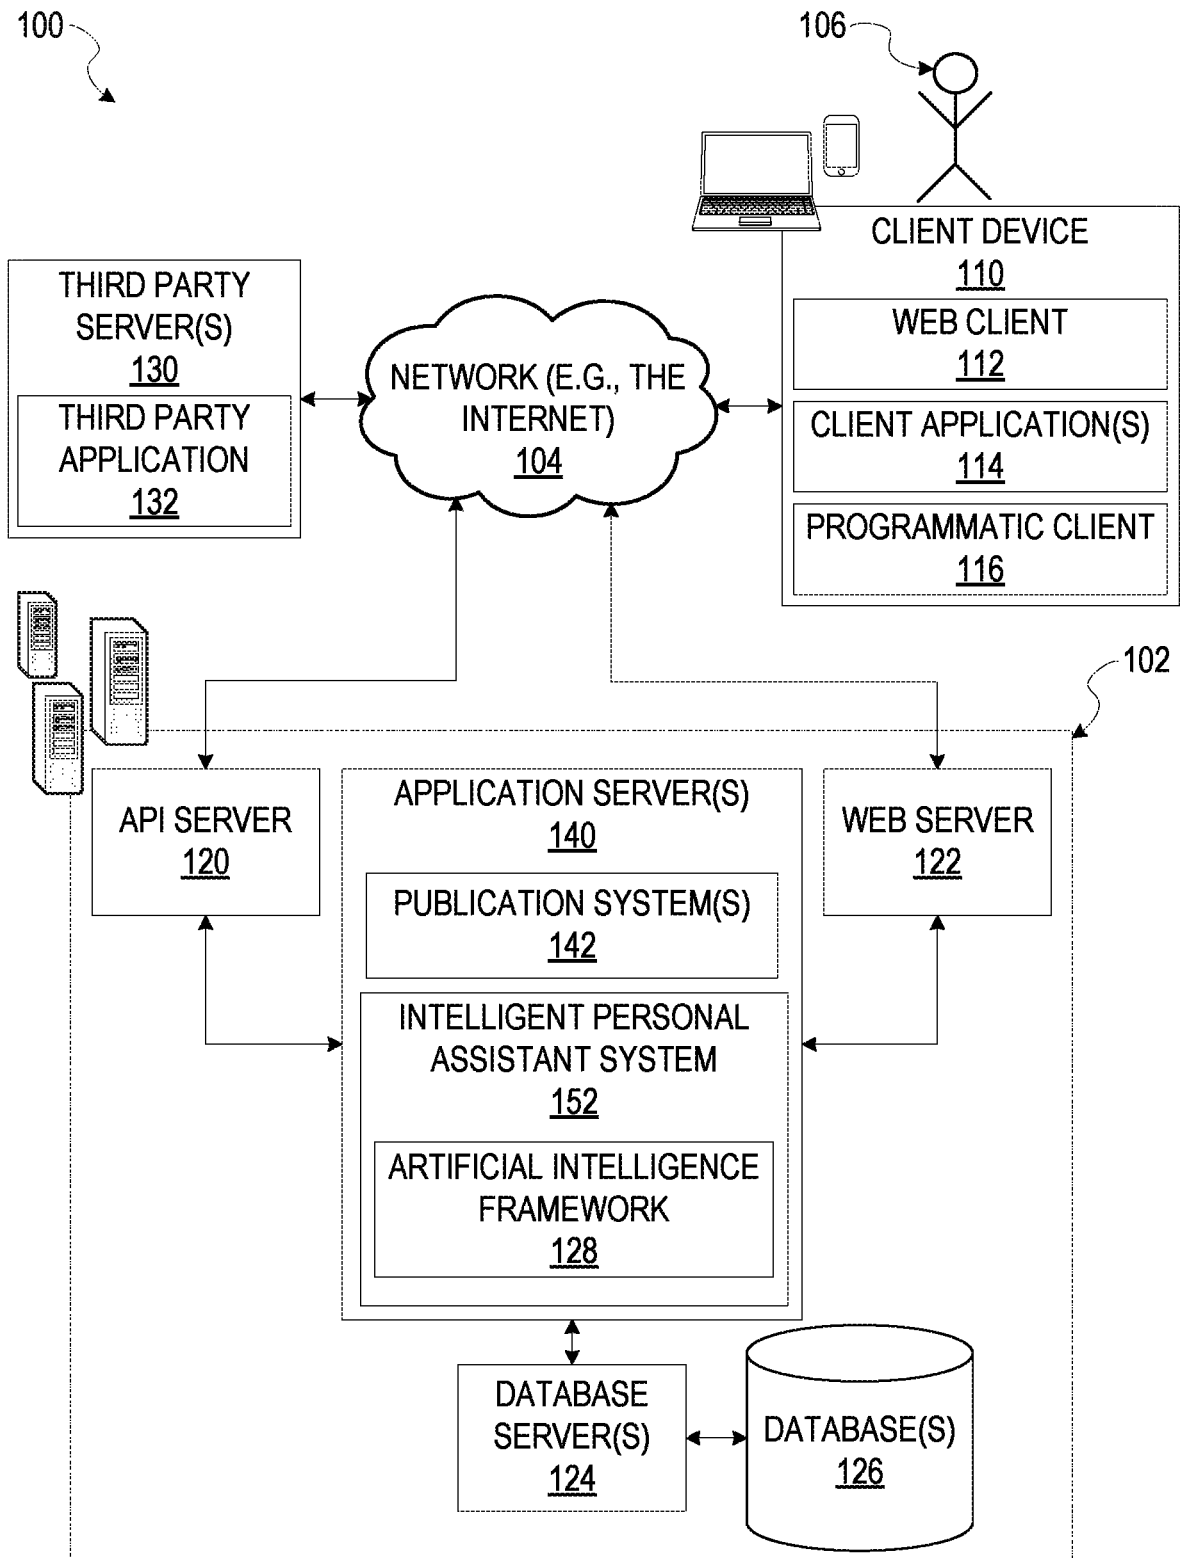 100
106
CLIENT DEVICE
110
WEB CLIENT
112
CLIENT APPLICATION(S)
114
PROGRAMMATIC CLIENT
116
THIRD PARTY
SERVER(S)
130
THIRD PARTY
APPLICATION
132
NETWORK (E.G., THE
INTERNET)
104
102
API SERVER
120
APPLICATION SERVER(S)
140
PUBLICATION SYSTEM(S)
142
INTELLIGENT PERSONAL
ASSISTANT SYSTEM
152
ARTIFICIAL INTELLIGENCE
FRAMEWORK
128
WEB SERVER
122
DATABASE
SERVER(S)
124
DATABASE(S)
126